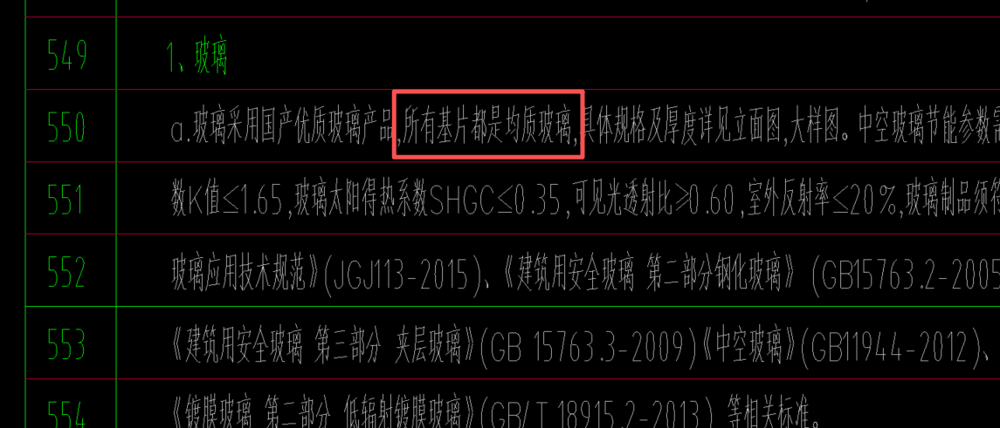 549 1、玻璃
550 a.玻璃采用国产优质玻璃产品,所有基片都是均质玻璃,具体规格及厚度详见立面图,大样图。中空玻璃节能参数需
551 数K值≤1.65,玻璃太阳得热系数SHGC≤0.35,可见光透射比≥0.60,室外反射率≤20%,玻璃制品须符
552 玻璃应用技术规范》(JGJ113-2015)、《建筑用安全玻璃 第二部分钢化玻璃》 (GB15763.2-2005
553 《建筑用安全玻璃 第三部分 夹层玻璃》(GB 15763.3-2009)《中空玻璃》(GB11944-2012)、
554 《镀膜玻璃 第二部分 低辐射镀膜玻璃》(GB/T 18915.2-2013) 等相关标准。